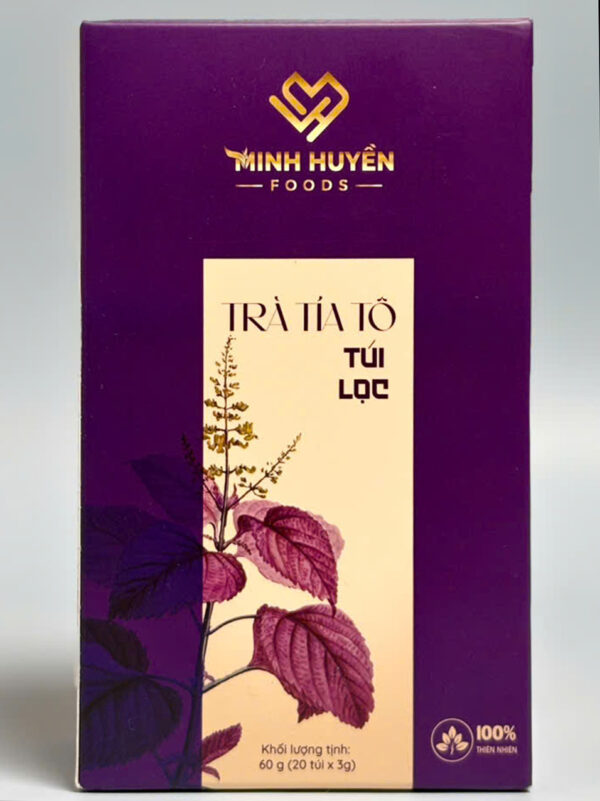 MINH HUYỀN
FOODS
TRÀ TÍA TÔ
TÚI
LỌC
Khối lượng tịnh:
60 g (20 túi x 3g)
100%
THIÊN NHIÊN